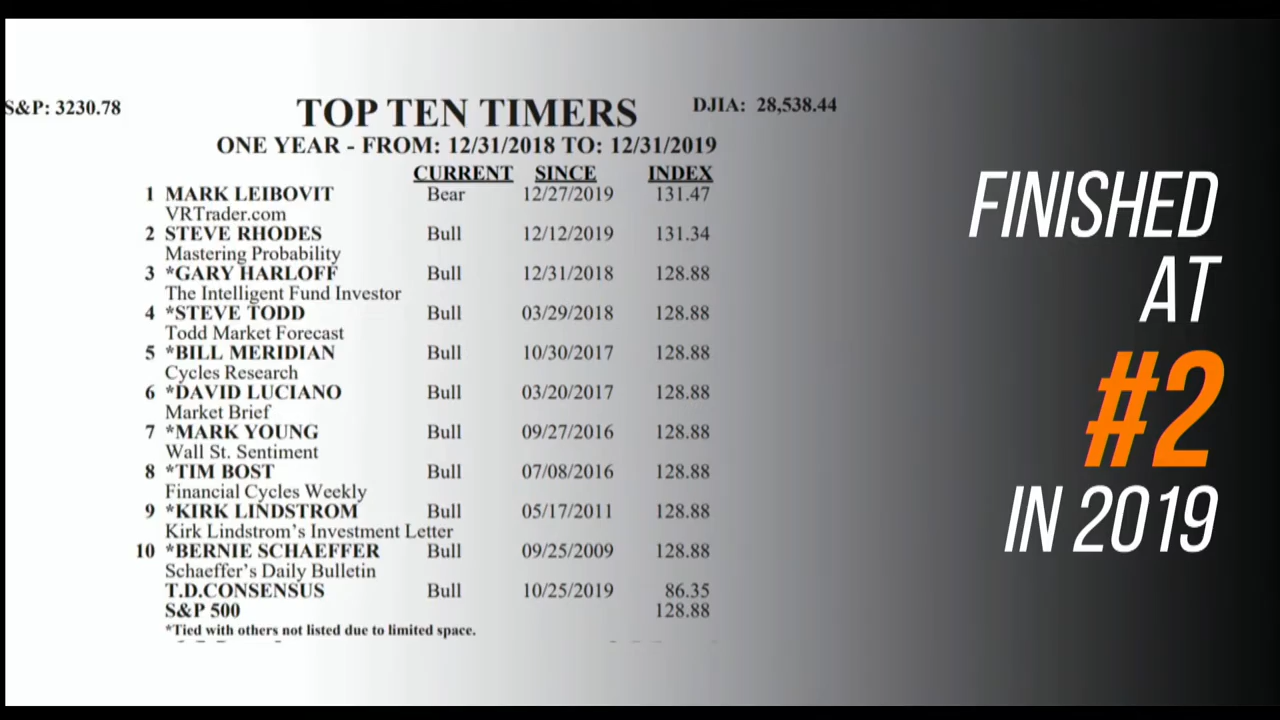 S&P: 3230.78
TOP TEN TIMERS
DJIA: 28,538.44
ONE YEAR - FROM: 12/31/2018 TO: 12/31/2019
CURRENT SINCE INDEX
1 MARK LEIBOVIT Bear 12/27/2019 131.47
VRTrader.com
2 STEVE RHODES Bull 12/12/2019 131.34
Mastering Probability
3 *GARY HARLOFF Bull 12/31/2018 128.88
The Intelligent Fund Investor
4 *STEVE TODD Bull 03/29/2018 128.88
Todd Market Forecast
5 *BILL MERIDIAN Bull 10/30/2017 128.88
Cycles Research
6 *DAVID LUCIANO Bull 03/20/2017 128.88
Market Brief
7 *MARK YOUNG Bull 09/27/2016 128.88
Wall St. Sentiment
8 *TIM BOST Bull 07/08/2016 128.88
Financial Cycles Weekly
9 *KIRK LINDSTROM Bull 05/17/2011 128.88
Kirk Lindstrom's Investment Letter
10 *BERNIE SCHAEFFER Bull 09/25/2009 128.88
Schaeffer's Daily Bulletin
T.D.CONSENSUS Bull 10/25/2019 86.35
S&P 500 128.88
*Tied with others not listed due to limited space.
FINISHED
AT
#2
IN 2019